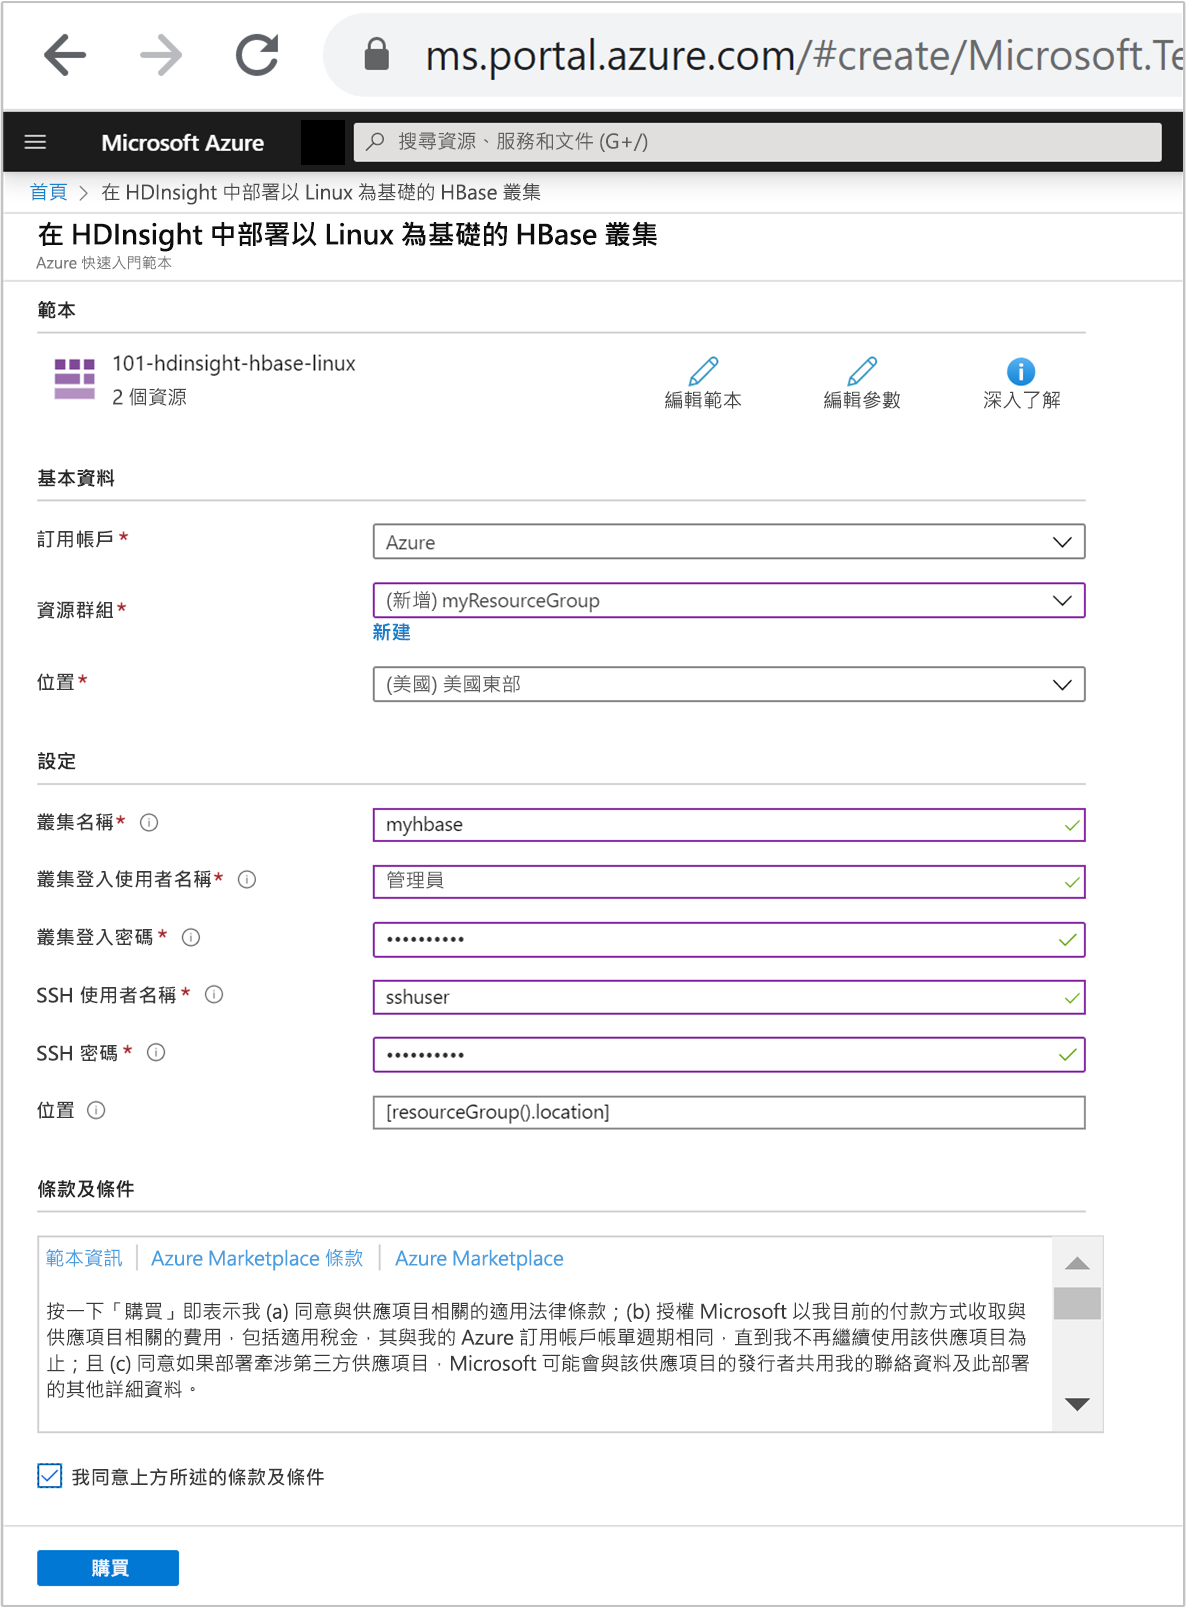 ms.portal.azure.com/#create/Microsoft.Te
Microsoft Azure
搜尋資源、服務和文件 (G+/)
首頁 > 在 HDInsight 中部署以 Linux 為基礎的 HBase 叢集
在 HDInsight 中部署以 Linux 為基礎的 HBase 叢集
Azure 快速入門範本
範本
101-hdinsight-hbase-linux
2 個資源
編輯範本
編輯參數
深入了解
基本資料
訂用帳戶*
Azure
資源群組*
(新增) myResourceGroup
新建
位置*
(美國) 美國東部
設定
叢集名稱*
myhbase
叢集登入使用者名稱*
管理員
叢集登入密碼*
••••••••••
SSH 使用者名稱*
sshuser
SSH 密碼*
••••••••••
位置
[resourceGroup().location]
條款及條件
範本資訊 | Azure Marketplace 條款 | Azure Marketplace
按一下「購買」即表示我 (a) 同意與供應項目相關的適用法律條款；(b) 授權 Microsoft 以我目前的付款方式收取與
供應項目相關的費用，包括適用稅金，其與我的 Azure 訂用帳戶帳單週期相同，直到我不再繼續使用該供應項目為
止；且 (c) 同意如果部署牽涉第三方供應項目，Microsoft 可能會與該供應項目的發行者共用我的聯絡資料及此部署
的其他詳細資料。
我同意上方所述的條款及條件
購買